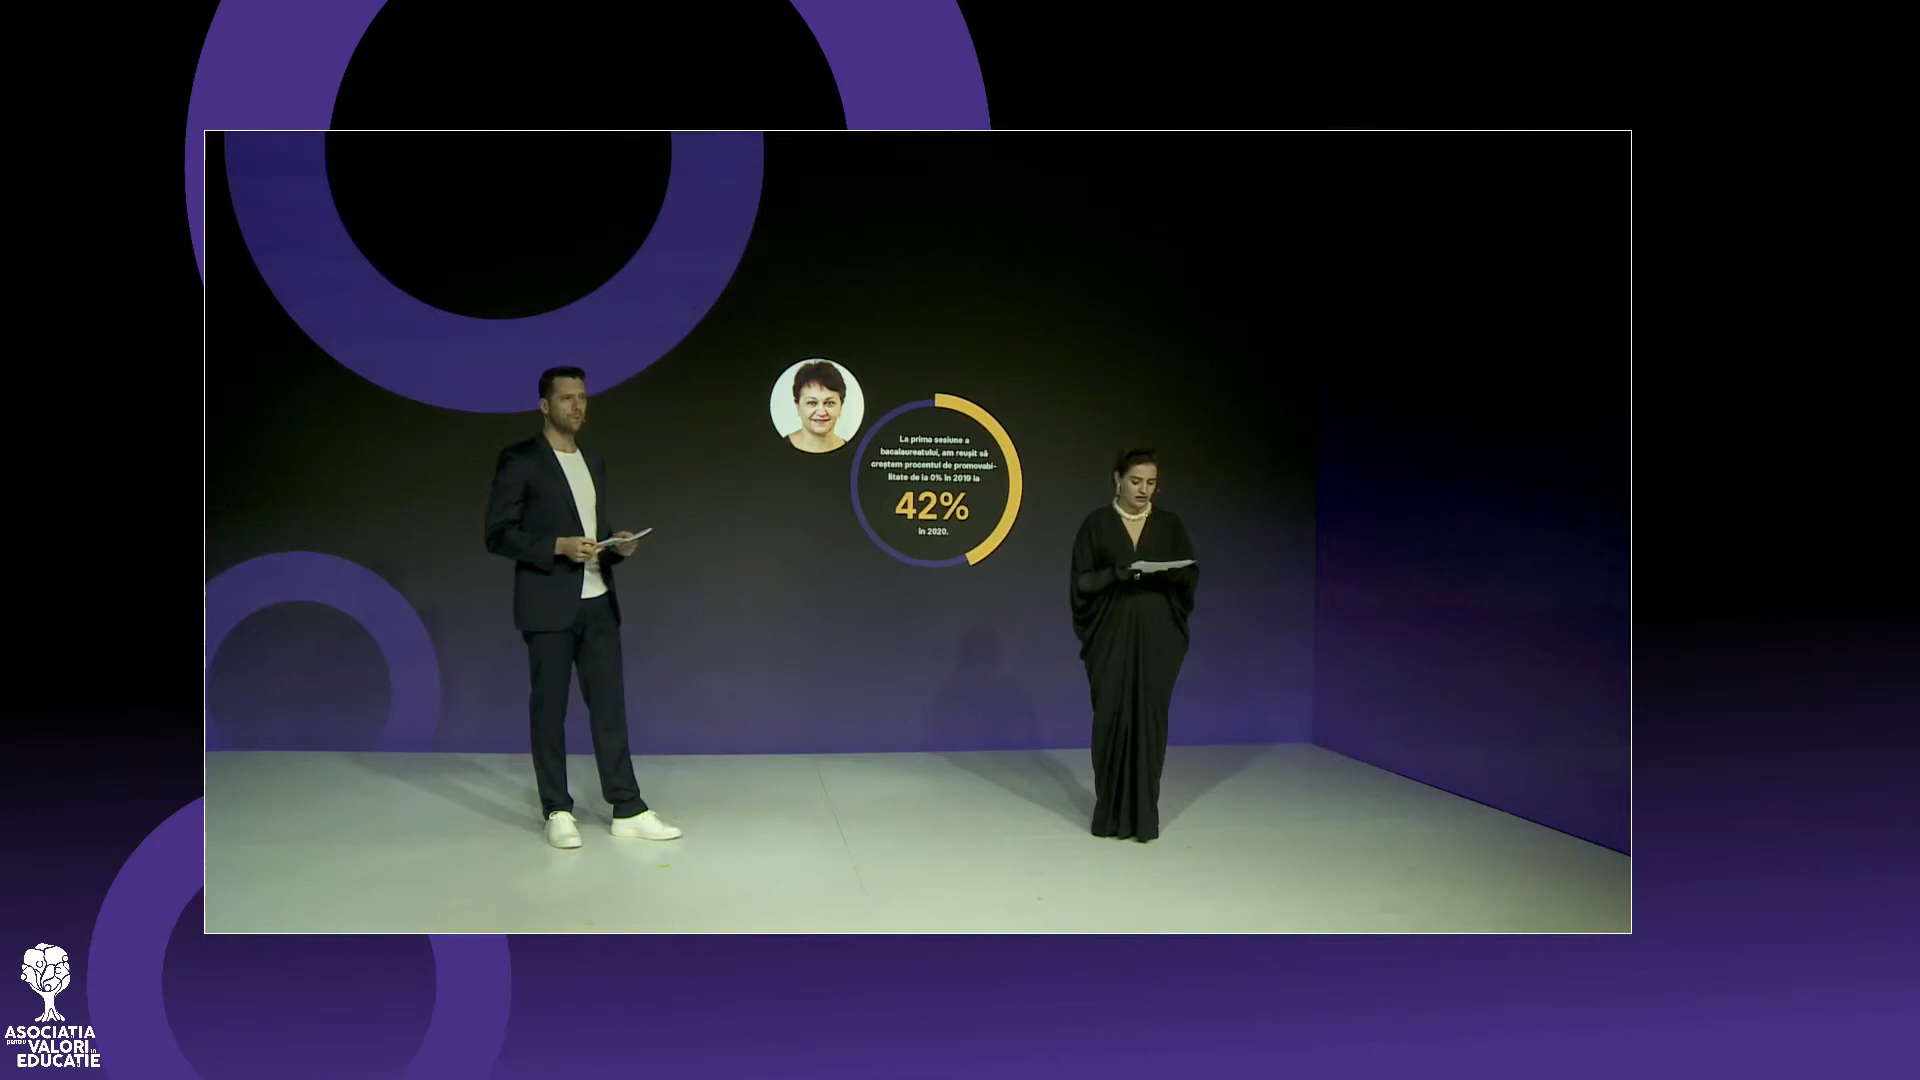 La prima sesiune a
bacalaureatului, am reușit să
creștem procentul de promovabi-
litate de la 0% în 2019 la
42%
în 2020.
ASOCIAȚIA
pentru VALORI în
EDUCAȚIE